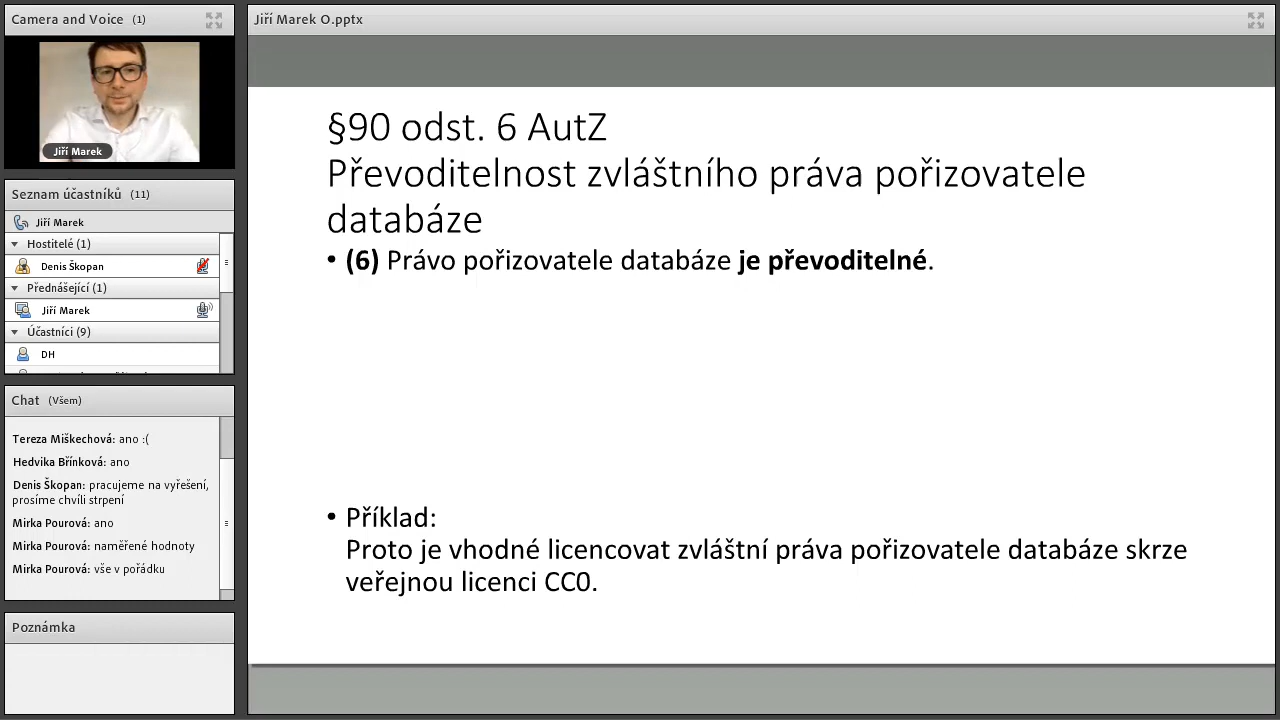 Camera and Voice (1)
Jiří Marek
Seznam účastníků (11)
Jiří Marek
Hostitelé (1)
Denis Škopan
Přednášející (1)
Jiří Marek
Účastníci (9)
DH
Chat (Všem)
Tereza Miškechová: ano :(
Hedvika Břínková: ano
Denis Škopan: pracujeme na vyřešení,
prosíme chvíli strpení
Mirka Pourová: ano
Mirka Pourová: naměřené hodnoty
Mirka Pourová: vše v pořádku
Poznámka
Jiří Marek O.pptx
§90 odst. 6 AutZ
Převoditelnost zvláštního práva pořizovatele
databáze
• (6) Právo pořizovatele databáze je převoditelné.
• Příklad:
Proto je vhodné licencovat zvláštní práva pořizovatele databáze skrze
veřejnou licenci CC0.